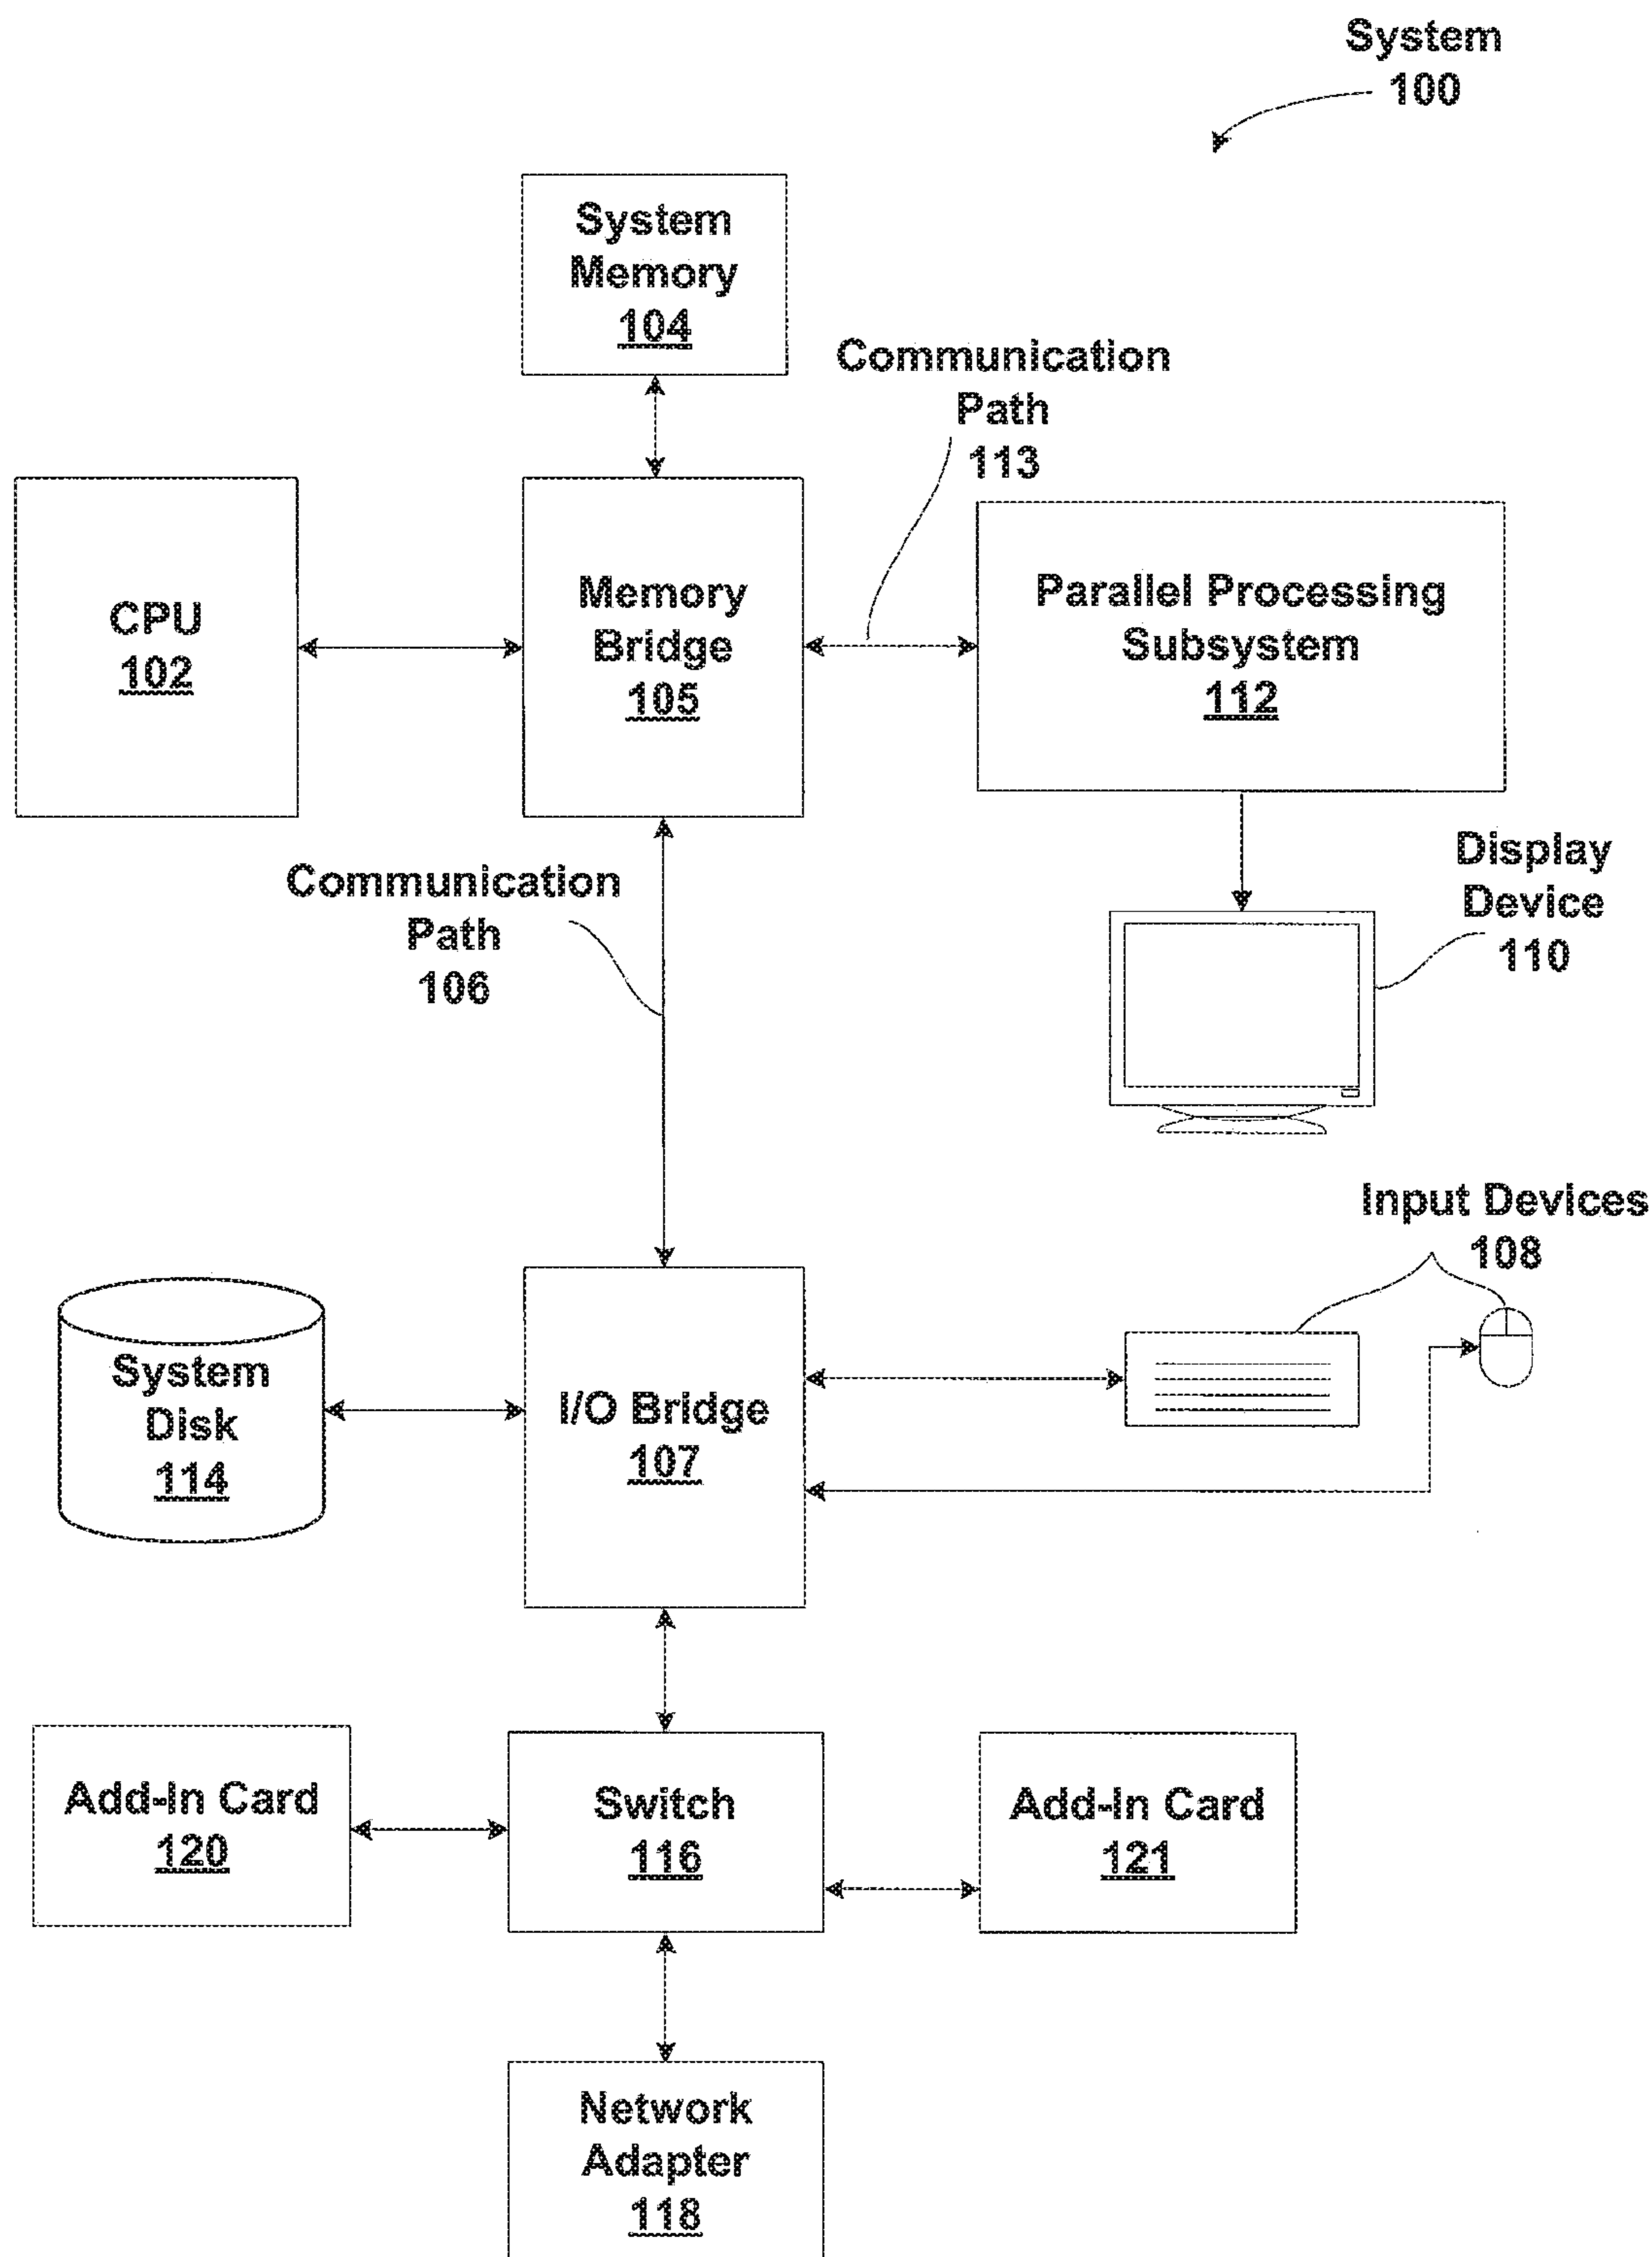 System
100
System
Memory
104
Communication
Path
113
CPU
102
Memory
Bridge
105
Parallel Processing
Subsystem
112
Communication
Path
106
Display
Device
110
Input Devices
108
System
Disk
114
I/O Bridge
107
Add-In Card
120
Switch
116
Add-In Card
121
Network
Adapter
118